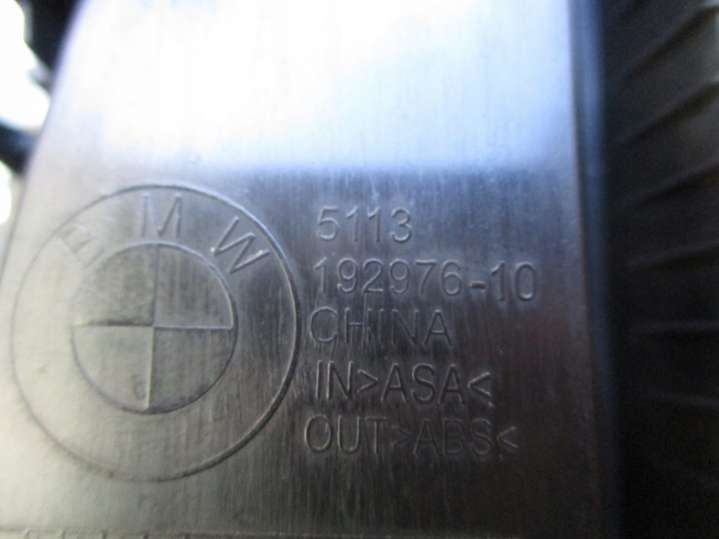 BMW
5113
192976-10
CHINA
IN>ASA<
OUT>ABS<